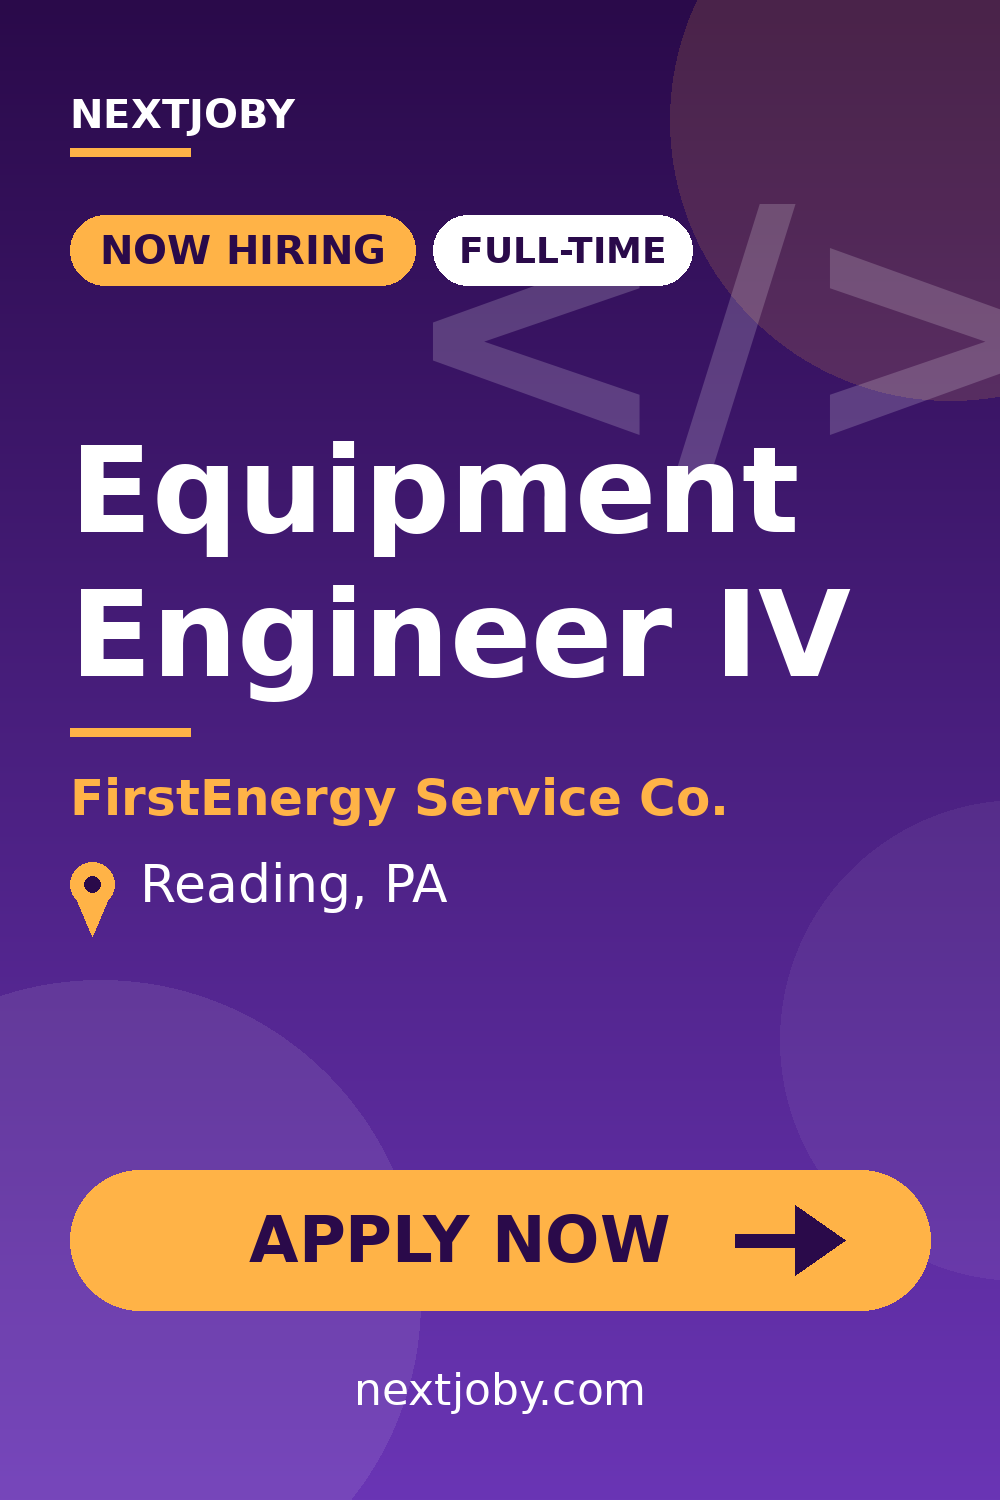 NEXTJOBY
NOW HIRING
FULL-TIME
</>
Equipment
Engineer IV
FirstEnergy Service Co.
Reading, PA
APPLY NOW
nextjoby.com